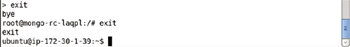 > exit
bye
root@mongo-rc-laqpl:/# exit
exit
ubuntu@ip-172-30-1-39:~$